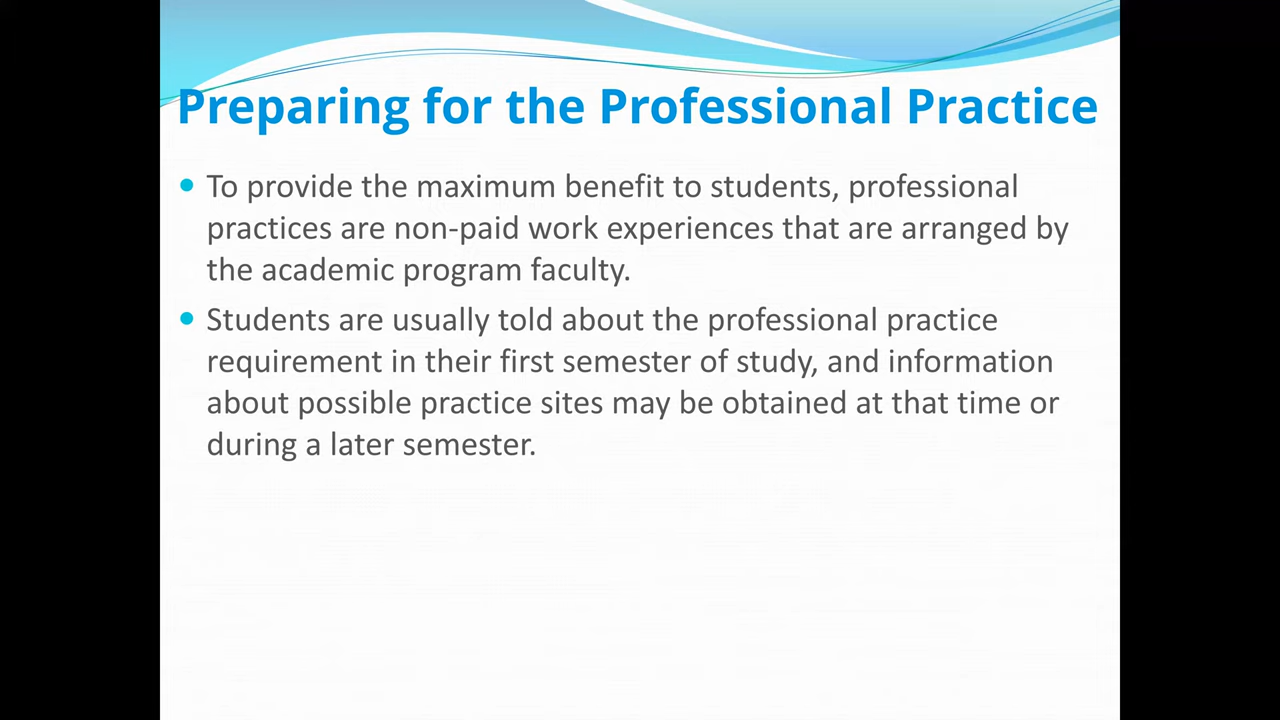 Preparing for the Professional Practice
• To provide the maximum benefit to students, professional
practices are non-paid work experiences that are arranged by
the academic program faculty.
• Students are usually told about the professional practice
requirement in their first semester of study, and information
about possible practice sites may be obtained at that time or
during a later semester.